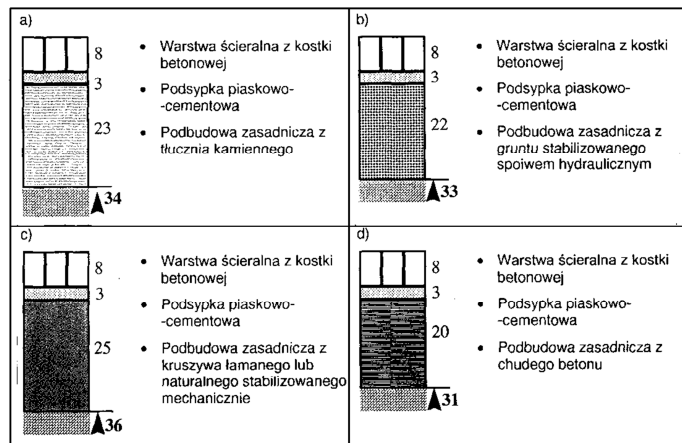 a)
8
3
23
34
• Warstwa ścieralna z kostki
betonowej
• Podsypka piaskowo-
-cementowa
• Podbudowa zasadnicza z
tłucznia kamiennego
b)
8
3
22
33
• Warstwa ścieralna z kostki
betonowej
• Podsypka piaskowo-
-cementowa
• Podbudowa zasadnicza z
gruntu stabilizowanego
spoiwem hydraulicznym
c)
8
3
25
36
• Warstwa ścieralna z kostki
betonowej
• Podsypka piaskowo-
-cementowa
• Podbudowa zasadnicza z
kruszywa łamanego lub
naturalnego stabilizowanego
mechanicznie
d)
8
3
20
31
• Warstwa ścieralna z kostki
betonowej
• Podsypka piaskowo-
-cementowa
• Podbudowa zasadnicza z
chudego betonu